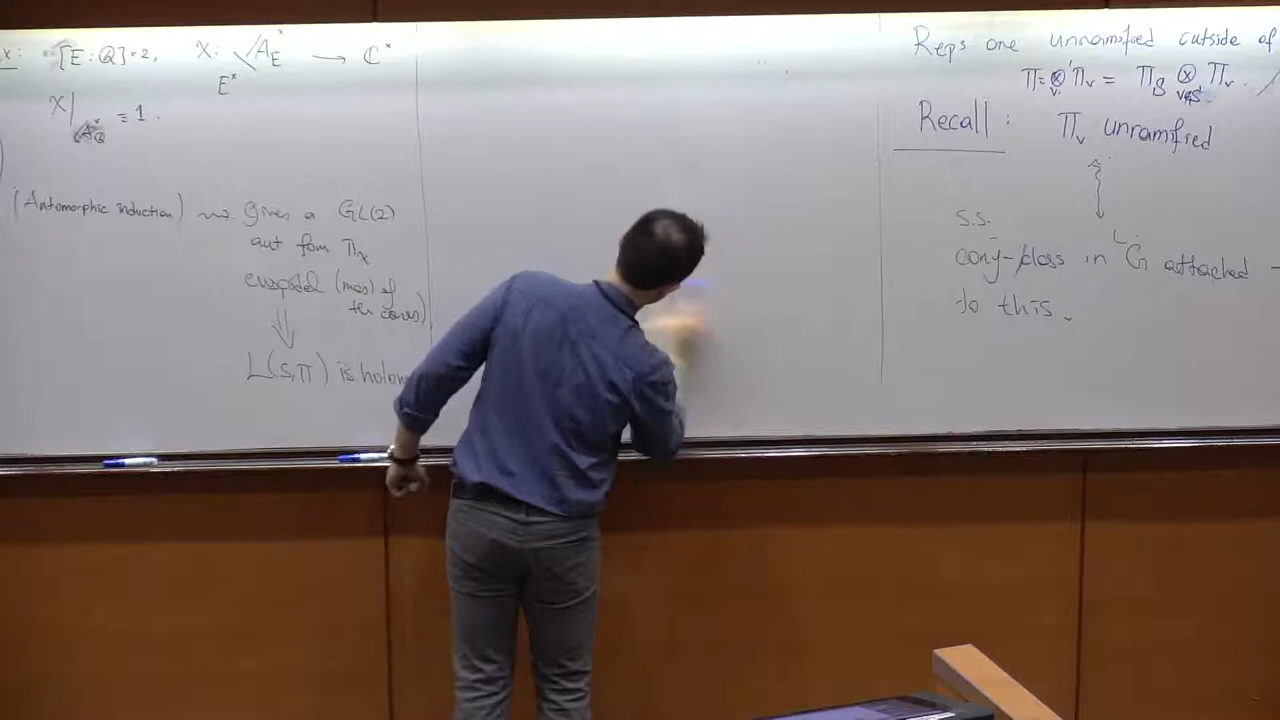 x: [E:Q]=2, χ: A_E^x ⟶ C^x
E^x
χ|_{A_Q^x} ≡ 1.
(Automorphic induction) ⇝ Gives a GL(2)
aut form π_χ
cuspidal (most of
the cases)
⇓
L(s,π) is holom
Reps are unramified outside of
Π = ⊗'_v Π_v = Π_S ⊗_{v∉S} Π_v.
Recall: Π_v unramified
s.s.
conj-class in ^L G attached
to this.